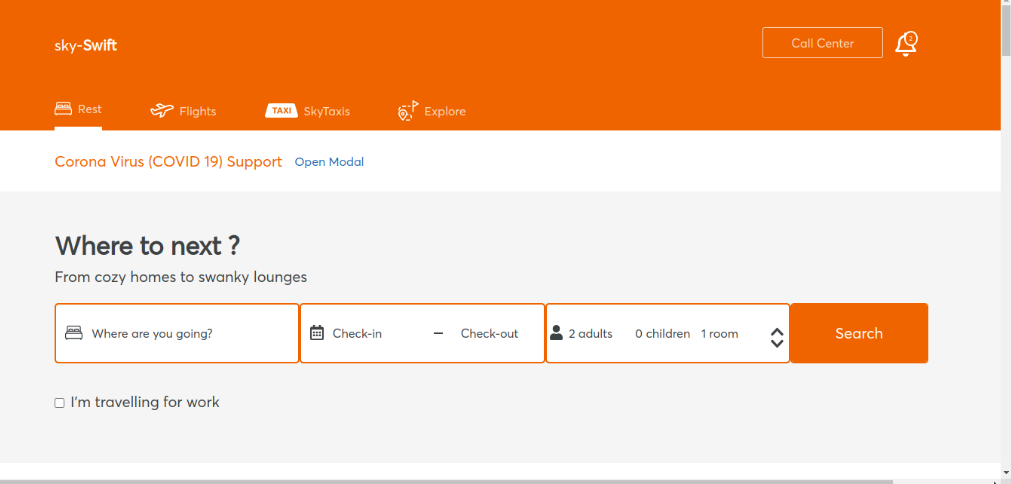 sky-Swift
Call Center
2
Rest
Flights
TAXI SkyTaxis
Explore
Corona Virus (COVID 19) Support Open Modal
Where to next ?
From cozy homes to swanky lounges
Where are you going?
Check-in – Check-out
2 adults 0 children 1 room
Search
I'm travelling for work